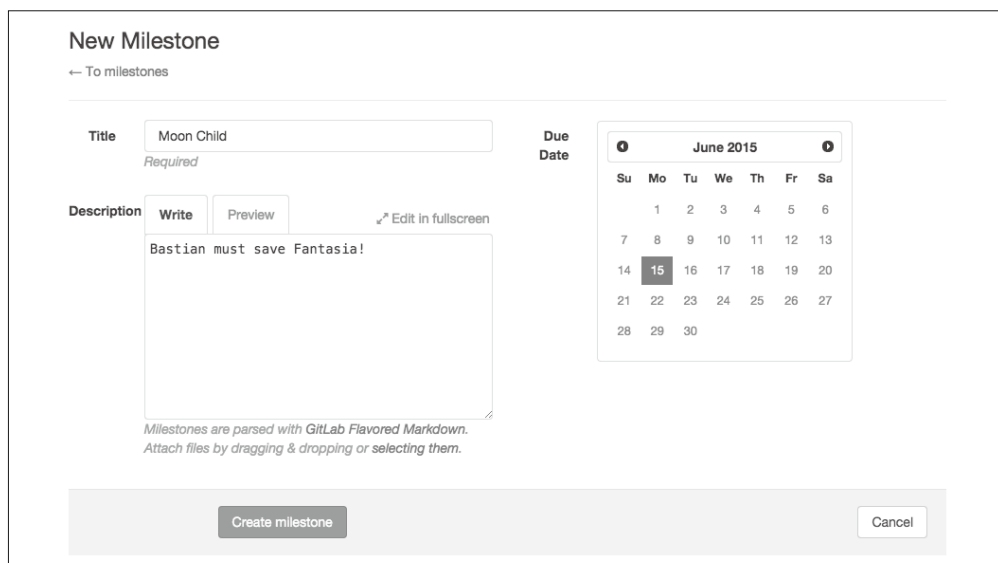 New Milestone
← To milestones
Title
Moon Child
Required
Description
Write
Preview
Edit in fullscreen
Bastian must save Fantasia!
Milestones are parsed with GitLab Flavored Markdown.
Attach files by dragging & dropping or selecting them.
Due
Date
June 2015
Su Mo Tu We Th Fr Sa
1 2 3 4 5 6
7 8 9 10 11 12 13
14 15 16 17 18 19 20
21 22 23 24 25 26 27
28 29 30
Create milestone
Cancel